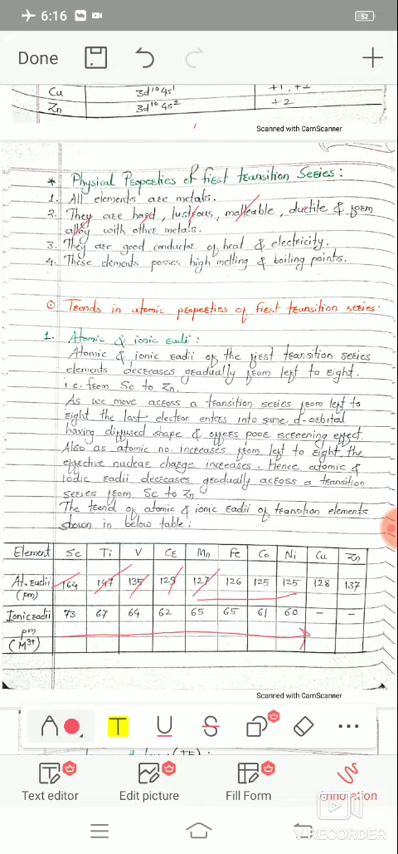 6:16
52
Done
Cu 3d¹⁰4s¹ +1, +2
Zn 3d¹⁰4s² +2
Scanned with CamScanner
* Physical Properties of first transition Series :
1. All elements are metals.
2. They are hard, lustrous, malleable, ductile & form
alloy with other metals.
3. They are good conductr of heat & electricity.
4. These elements posses high melting & boiling points.
Trends in atomic properties of first transition series:
1. Atomic & ionic radii :
Atomic & ionic radii of the first transition series
elements decreases gradually from left to right.
i.e. from Sc to Zn.
As we move across a transition series from left to
right the last electron enters into same d-orbital
having diffused shape & offers poor screening effect.
Also as atomic no increases from left to right, the
effective nuclear charge increases. Hence atomic &
iodic radii decreases gradually across a transition
series from Sc to Zn
The trend of atomic & ionic radii of transition elements
shown in below table :
Element Sc Ti V Cr Mn Fe Co Ni Cu Zn
At. radii (pm) 164 147 135 129 127 126 125 125 128 137
Ionic radii pm (M³⁺) 73 67 64 62 65 65 61 60 - -
Scanned with CamScanner
T U S
Text editor Edit picture Fill Form Annotation
V RECORDER